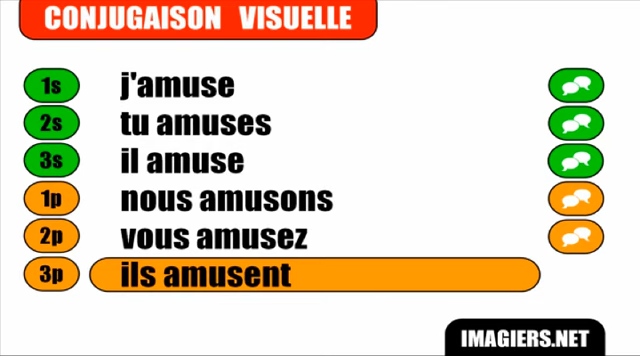 CONJUGAISON VISUELLE
1s j'amuse
2s tu amuses
3s il amuse
1p nous amusons
2p vous amusez
3p ils amusent
IMAGIERS.NET